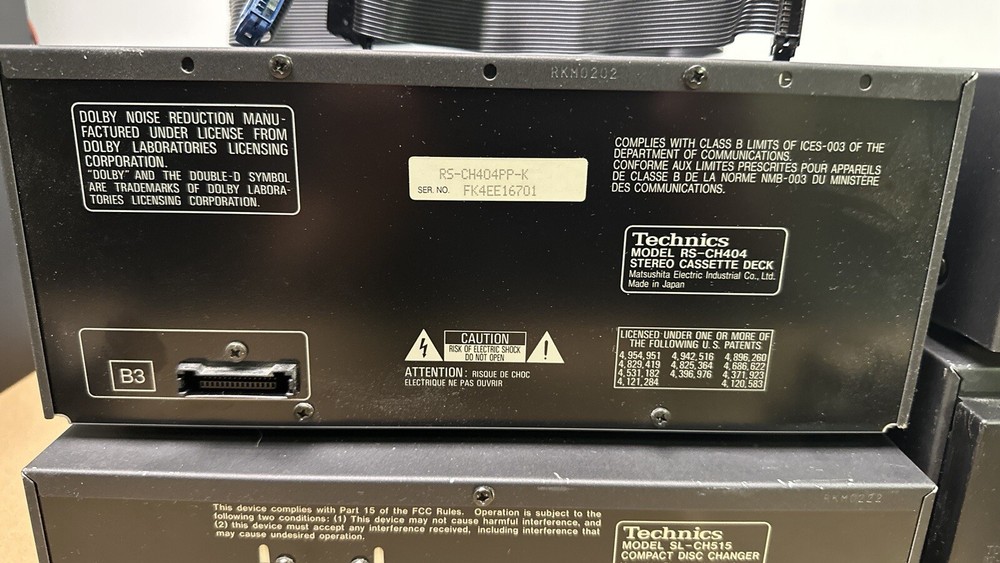 RKM0202
DOLBY NOISE REDUCTION MANU-
FACTURED UNDER LICENSE FROM
DOLBY LABORATORIES LICENSING
CORPORATION.
"DOLBY" AND THE DOUBLE-D SYMBOL
ARE TRADEMARKS OF DOLBY LABORA-
TORIES LICENSING CORPORATION.
RS-CH404PP-K
SER. NO. FK4EE16701
COMPLIES WITH CLASS B LIMITS OF ICES-003 OF THE
DEPARTMENT OF COMMUNICATIONS.
CONFORME AUX LIMITES PRESCRITES POUR APPAREILS
DE CLASSE B DE LA NORME NMB-003 DU MINISTÈRE
DES COMMUNICATIONS.
Technics
MODEL RS-CH404
STEREO CASSETTE DECK
Matsushita Electric Industrial Co., Ltd.
Made in Japan
B3
CAUTION
RISK OF ELECTRIC SHOCK
DO NOT OPEN
ATTENTION: RISQUE DE CHOC
ELECTRIQUE NE PAS OUVRIR
LICENSED UNDER ONE OR MORE OF
THE FOLLOWING U.S. PATENTS
4,954,951 4,942,516 4,896,260
4,829,419 4,825,364 4,686,622
4,531,182 4,396,976 4,371,923
4,121,284 4,120,583
This device complies with Part 15 of the FCC Rules. Operation is subject to the
following two conditions: (1) This device may not cause harmful interference, and
(2) this device must accept any interference received, including interference that
may cause undesired operation.
Technics
MODEL SL-CH515
COMPACT DISC CHANGER